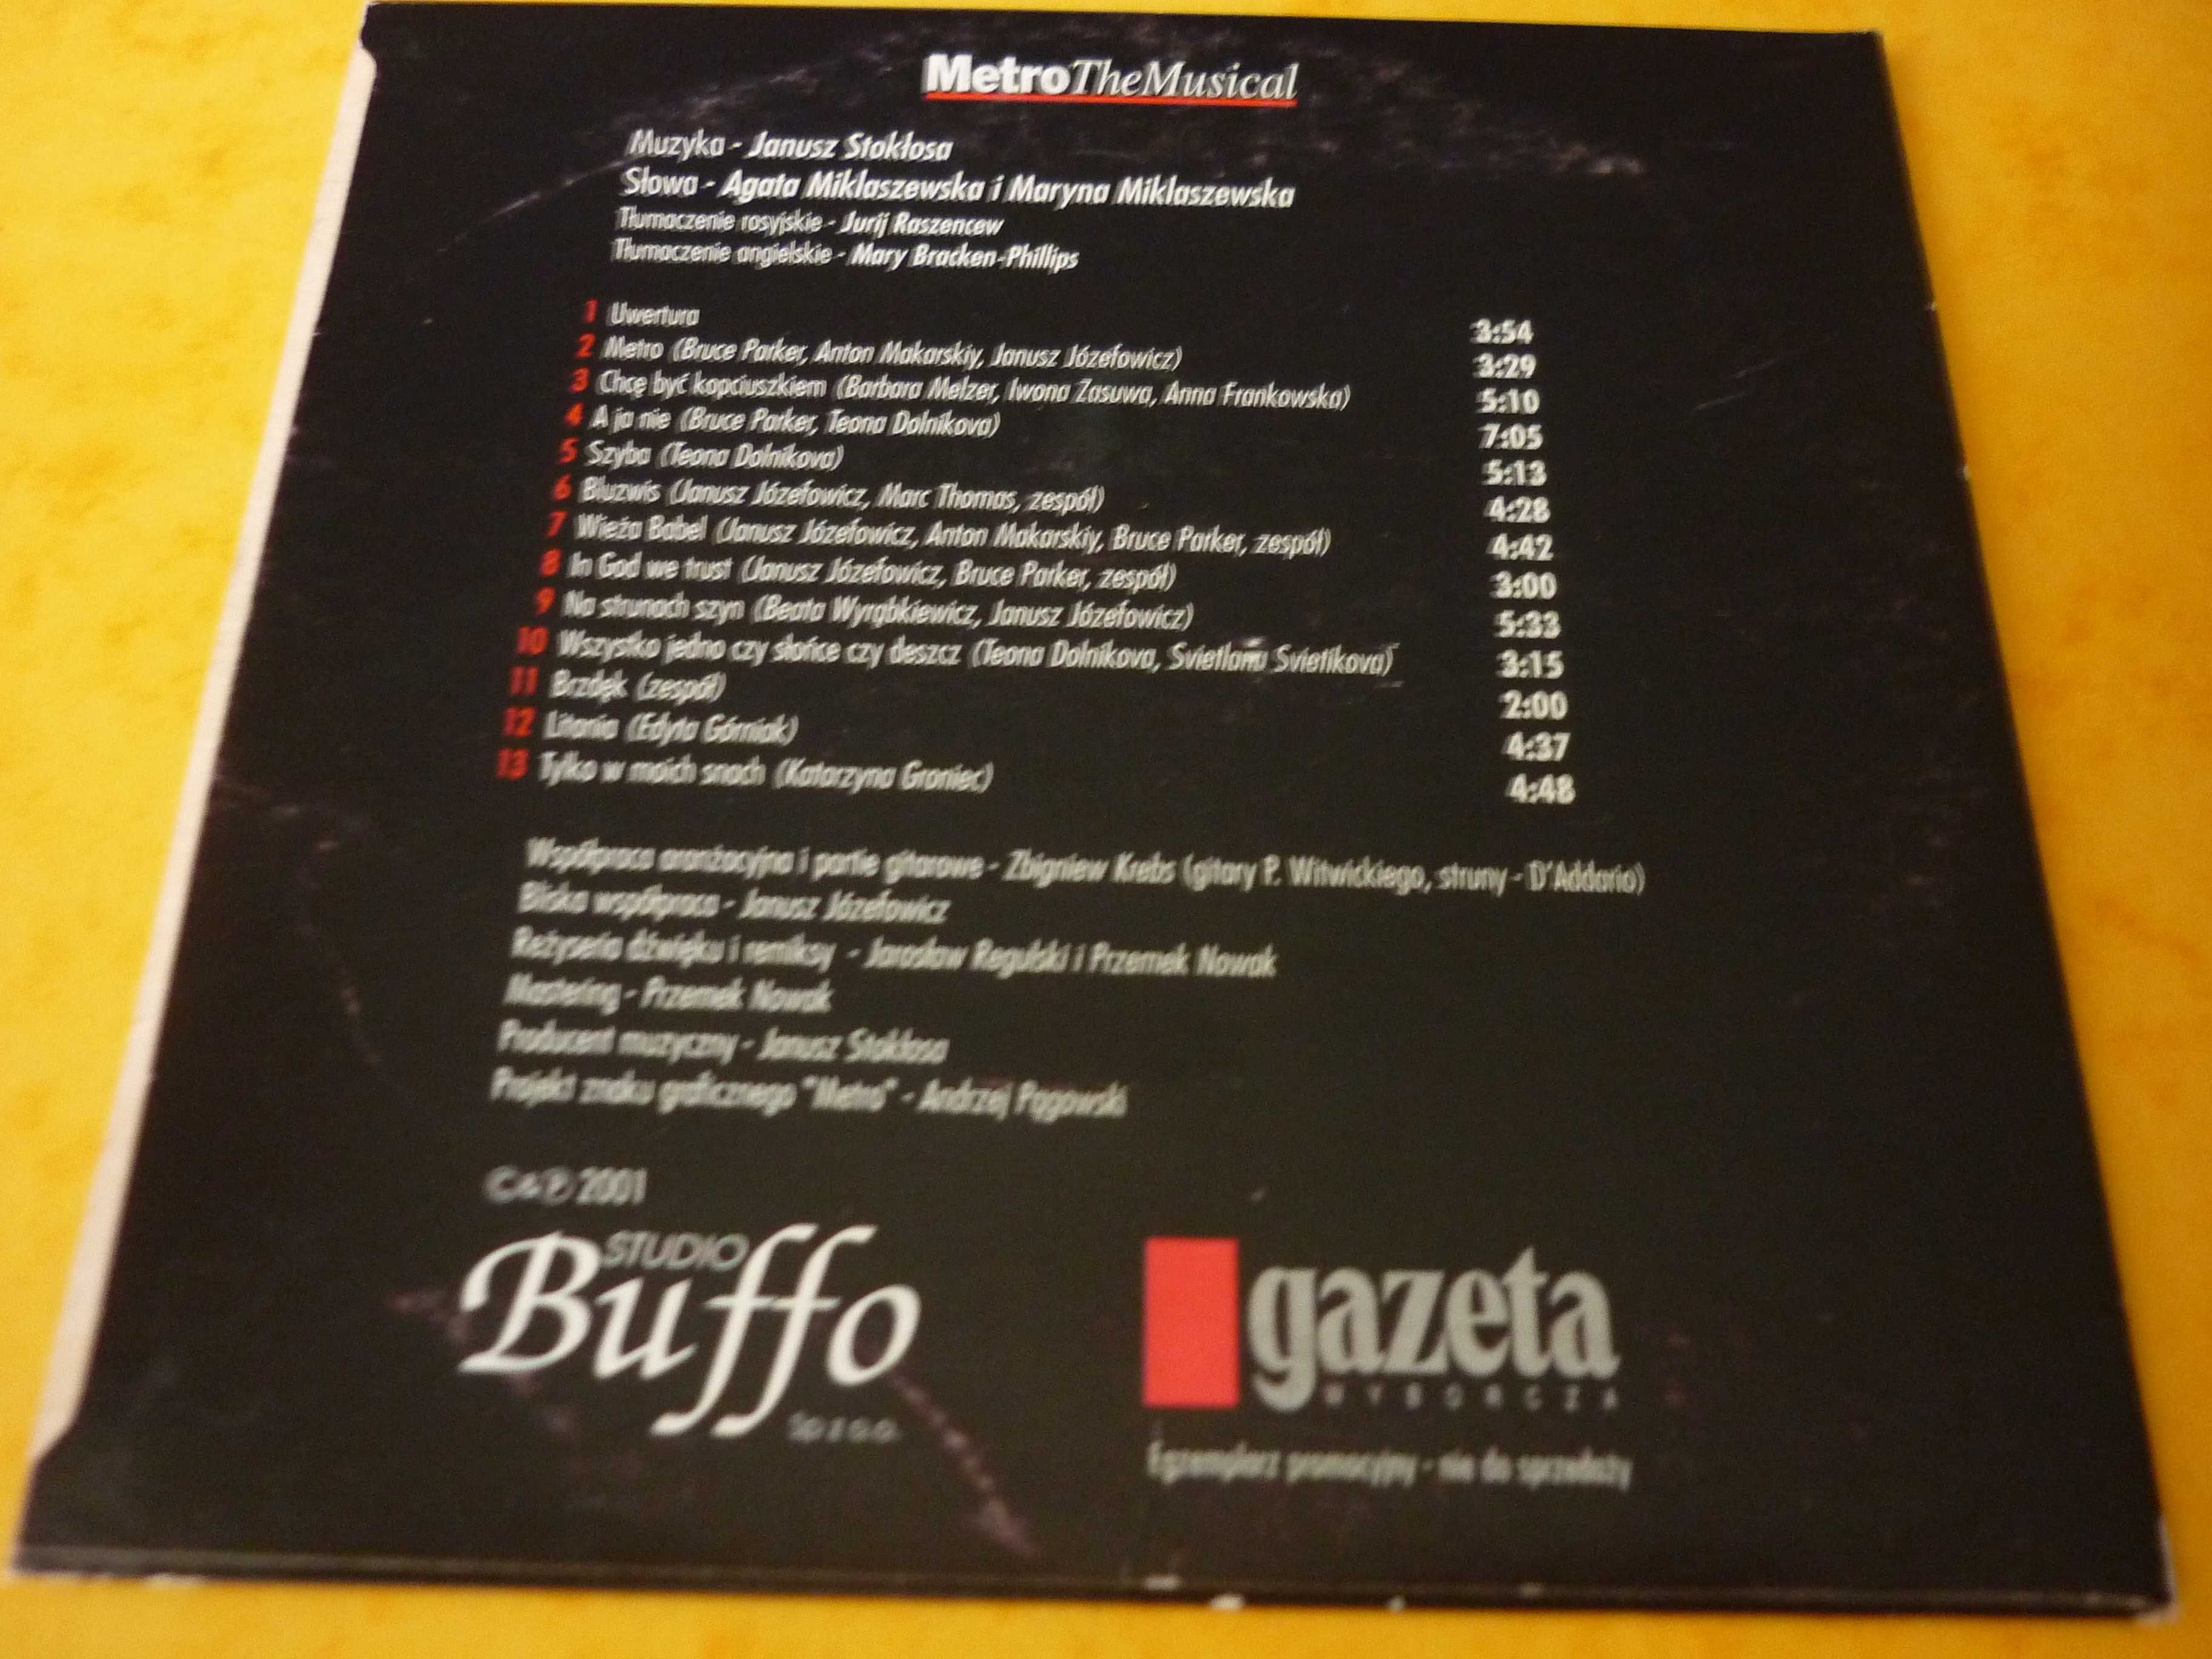 MetroTheMusical
Muzyka - Janusz Stokłosa
Słowa - Agata Miklaszewska i Maryna Miklaszewska
Tłumaczenie rosyjskie - Jurij Raszencew
Tłumaczenie angielskie - Mary Bracken-Phillips
1 Uwertura 3:54
2 Metro (Bruce Parker, Anton Makarskiy, Janusz Józefowicz) 3:29
3 Chcę być kopciuszkiem (Barbara Melzer, Iwona Zasuwa, Anna Frankowska) 5:10
4 A ja nie (Bruce Parker, Teona Dolnikova) 7:05
5 Szyba (Teona Dolnikova) 5:13
6 Bluzwis (Janusz Józefowicz, Marc Thomas, zespół) 4:28
7 Wieża Babel (Janusz Józefowicz, Anton Makarskiy, Bruce Parker, zespół) 4:42
8 In God we trust (Janusz Józefowicz, Bruce Parker, zespół) 3:00
9 Na strunach szyn (Beata Wyrąbkiewicz, Janusz Józefowicz) 5:33
10 Wszystko jedno czy słońce czy deszcz (Teona Dolnikova, Svietlana Svietikova) 3:15
11 Brzdęk (zespół) 2:00
12 Litania (Edyta Górniak) 4:37
13 Tylko w moich snach (Katarzyna Groniec) 4:48
Współpraca aranżacyjna i partie gitarowe - Zbigniew Krebs (gitary P. Witwickiego, struny - D'Addario)
Bliska współpraca - Janusz Józefowicz
Reżyseria dźwięku i remiksy - Jarosław Regulski i Przemek Nowak
Mastering - Przemek Nowak
Producent muzyczny - Janusz Stokłosa
Projekt znaku graficznego "Metro" - Andrzej Pągowski
2001
STUDIO
Buffo
Sp z o.o.
gazeta
WYBORCZA
Egzemplarz promocyjny - nie do sprzedaży